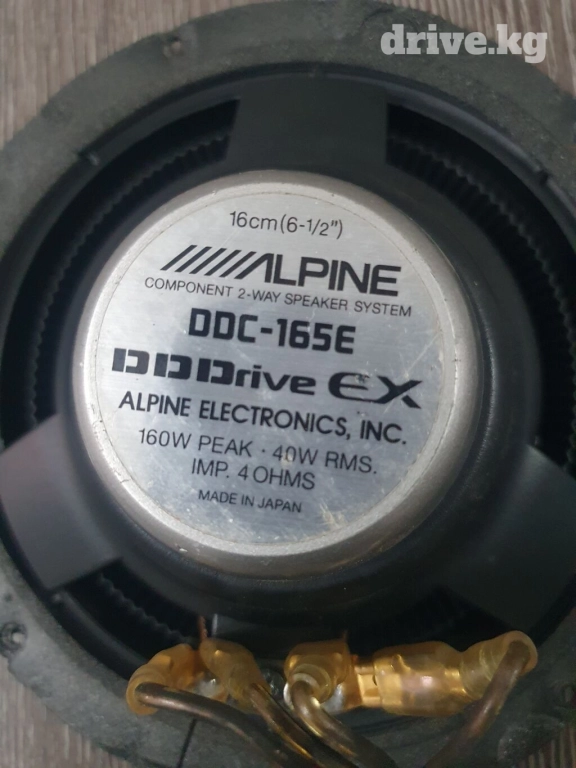 drive.kg
16cm(6-1/2")
/////ALPINE
COMPONENT 2-WAY SPEAKER SYSTEM
DDC-165E
DDDrive EX
ALPINE ELECTRONICS, INC.
160W PEAK · 40W RMS.
IMP. 4 OHMS
MADE IN JAPAN